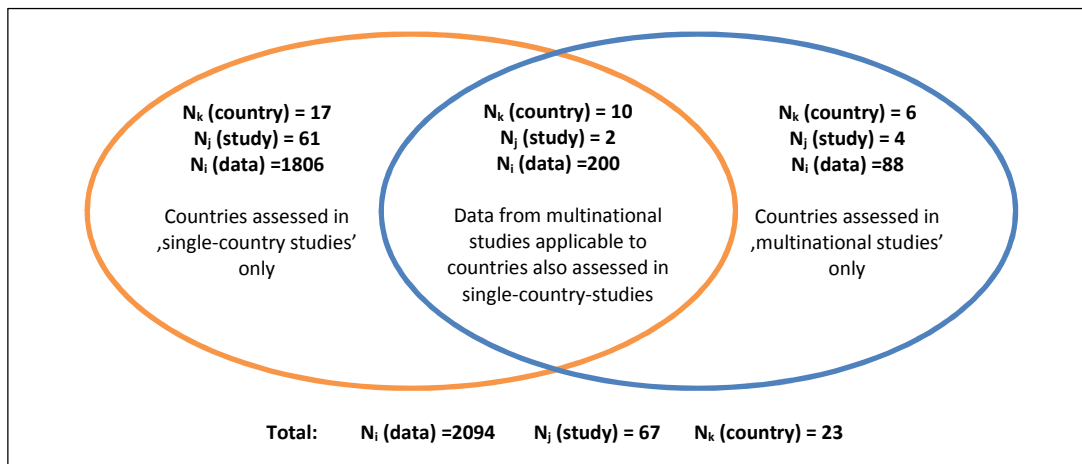 Nk (country) = 17
Nj (study) = 61
Ni (data) =1806
Countries assessed in
‚single-country studies’
only
Nk (country) = 10
Nj (study) = 2
Ni (data) =200
Data from multinational
studies applicable to
countries also assessed in
single-country-studies
Nk (country) = 6
Nj (study) = 4
Ni (data) =88
Countries assessed in
‚multinational studies’
only
Total: Ni (data) =2094 Nj (study) = 67 Nk (country) = 23